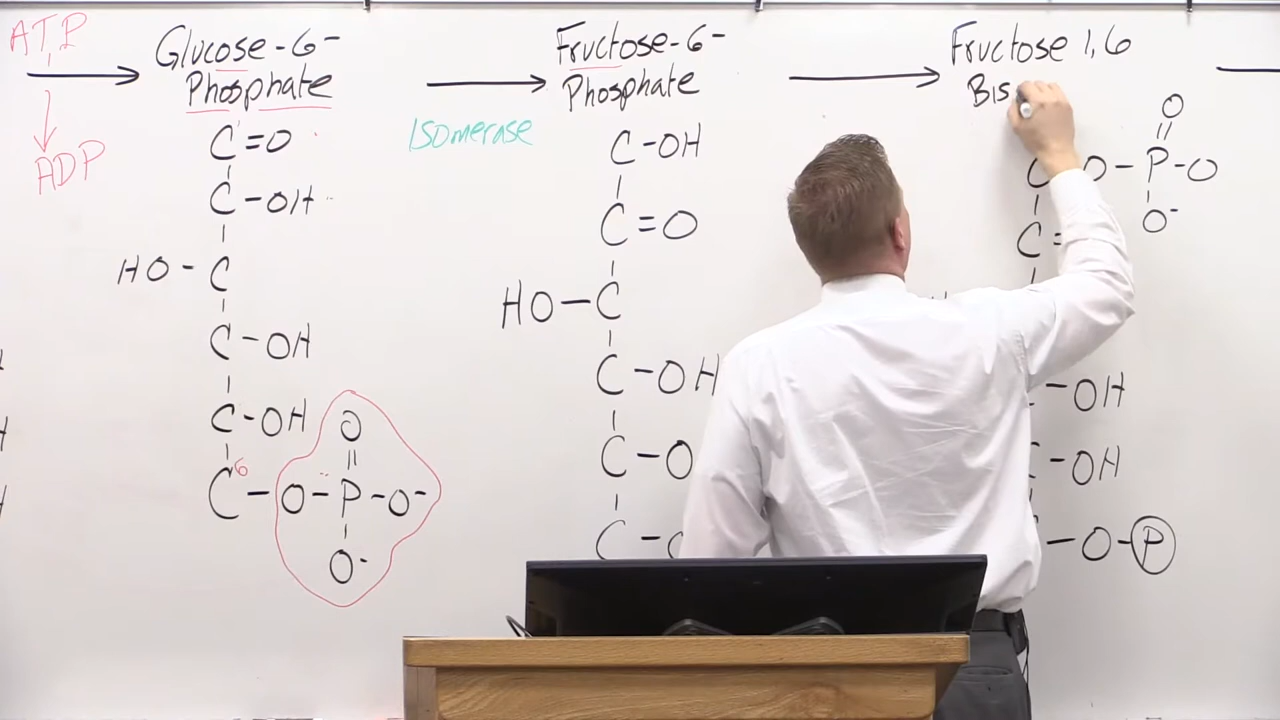 ATP
ADP
Glucose-6-
Phosphate
C=O
C-OH
HO-C
C-OH
C-OH
C6-O-P-O-
O
O-
Isomerase
Fructose-6-
Phosphate
C-OH
C=O
HO-C
C-OH
C-O
C-
Fructose 1,6
Bis
O
C O-P-O
O-
C=
-OH
C-OH
-O-P